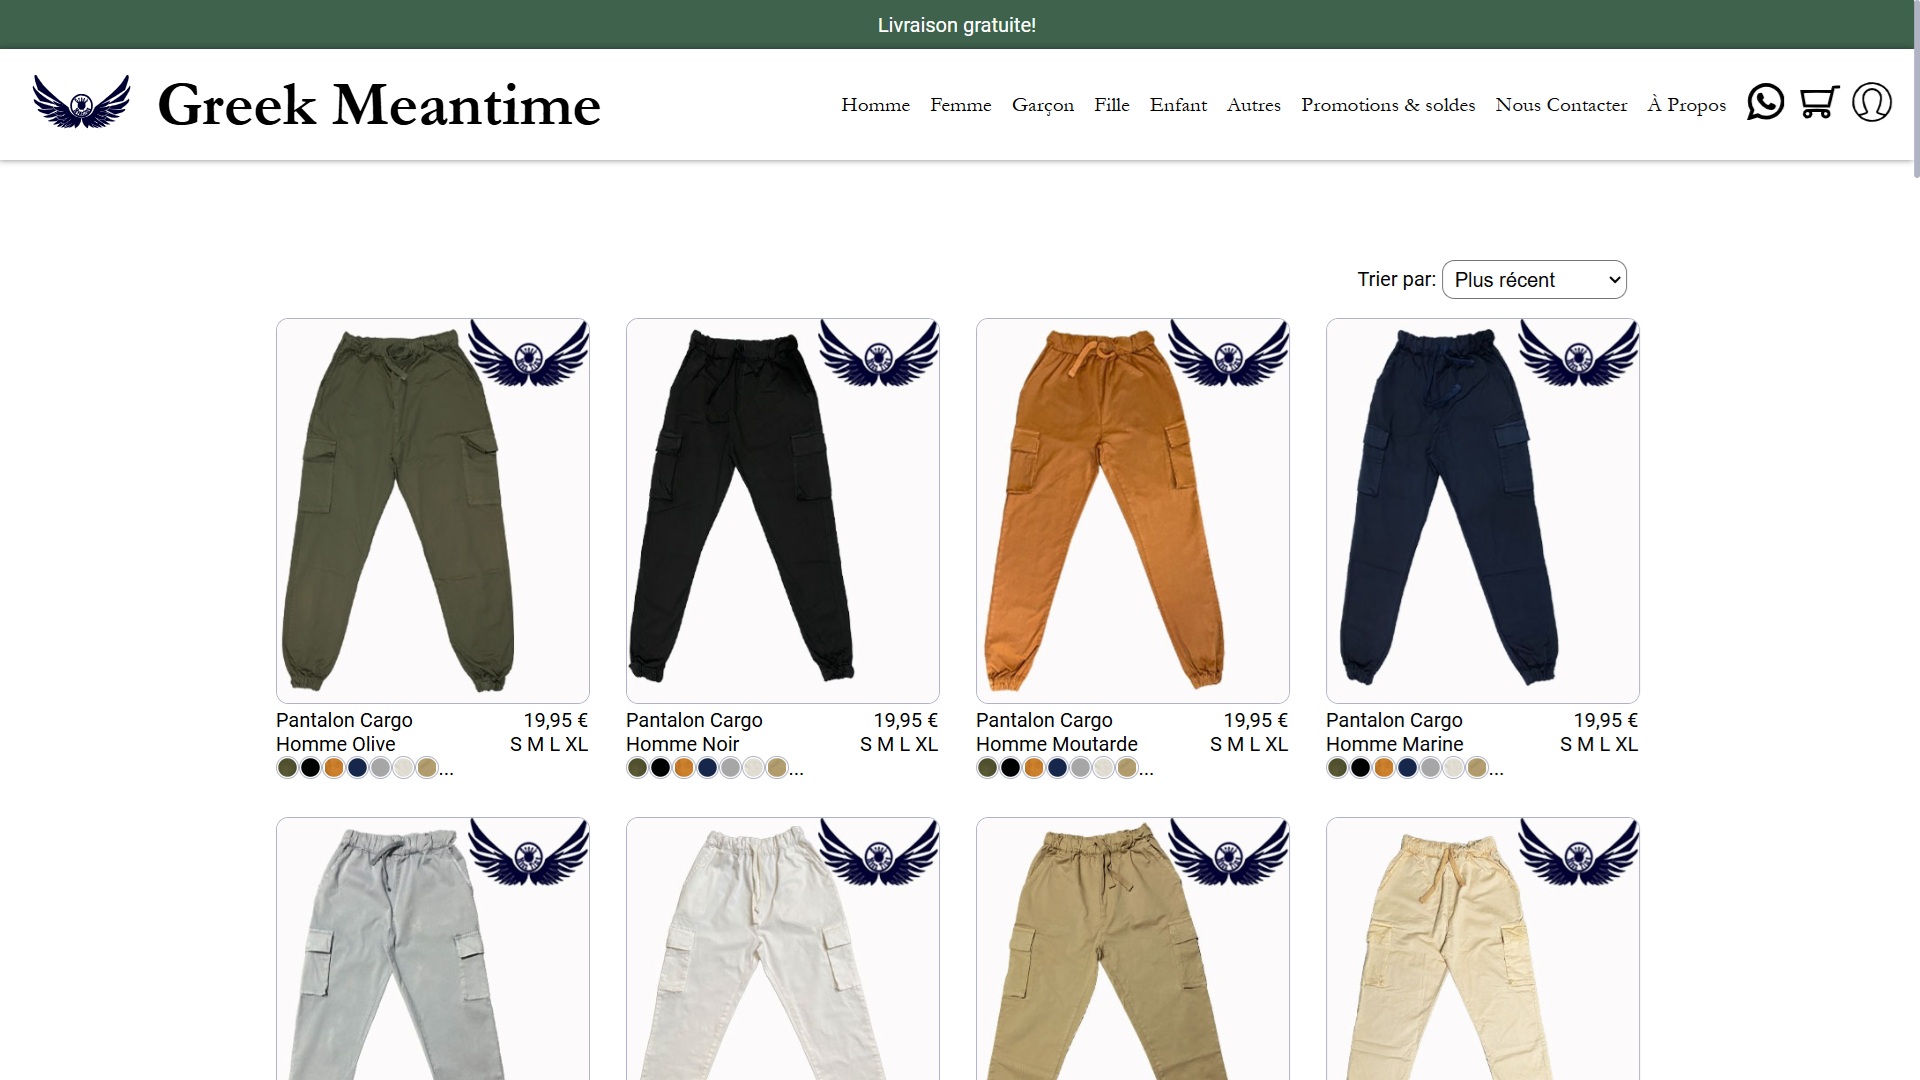 Livraison gratuite!
Greek Meantime
Homme Femme Garçon Fille Enfant Autres Promotions & soldes Nous Contacter À Propos
Trier par: Plus récent
Pantalon Cargo 19,95 €
Homme Olive S M L XL
...
Pantalon Cargo 19,95 €
Homme Noir S M L XL
...
Pantalon Cargo 19,95 €
Homme Moutarde S M L XL
...
Pantalon Cargo 19,95 €
Homme Marine S M L XL
...